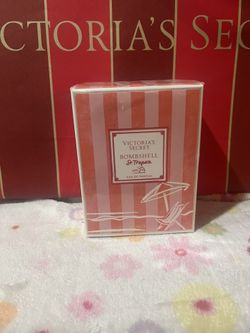 CTORIA'S SEC
VICTORIA'S
SECRET
BOMBSHELL
St. Tropez
EAU DE PARFUM